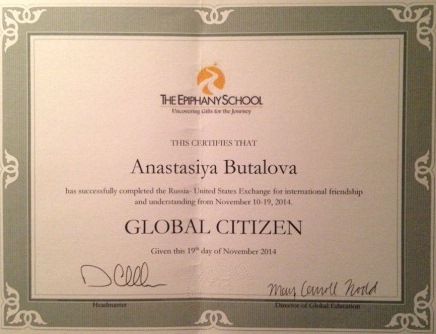 THE EPIPHANY SCHOOL
Uncovering Gifts for the Journey
THIS CERTIFIES THAT
Anastasiya Butalova
has successfully completed the Russia- United States Exchange for international friendship
and understanding from November 10-19, 2014.
GLOBAL CITIZEN
Given this 19th day of November 2014
Mary Carroll
Headmaster
Director of Global Education